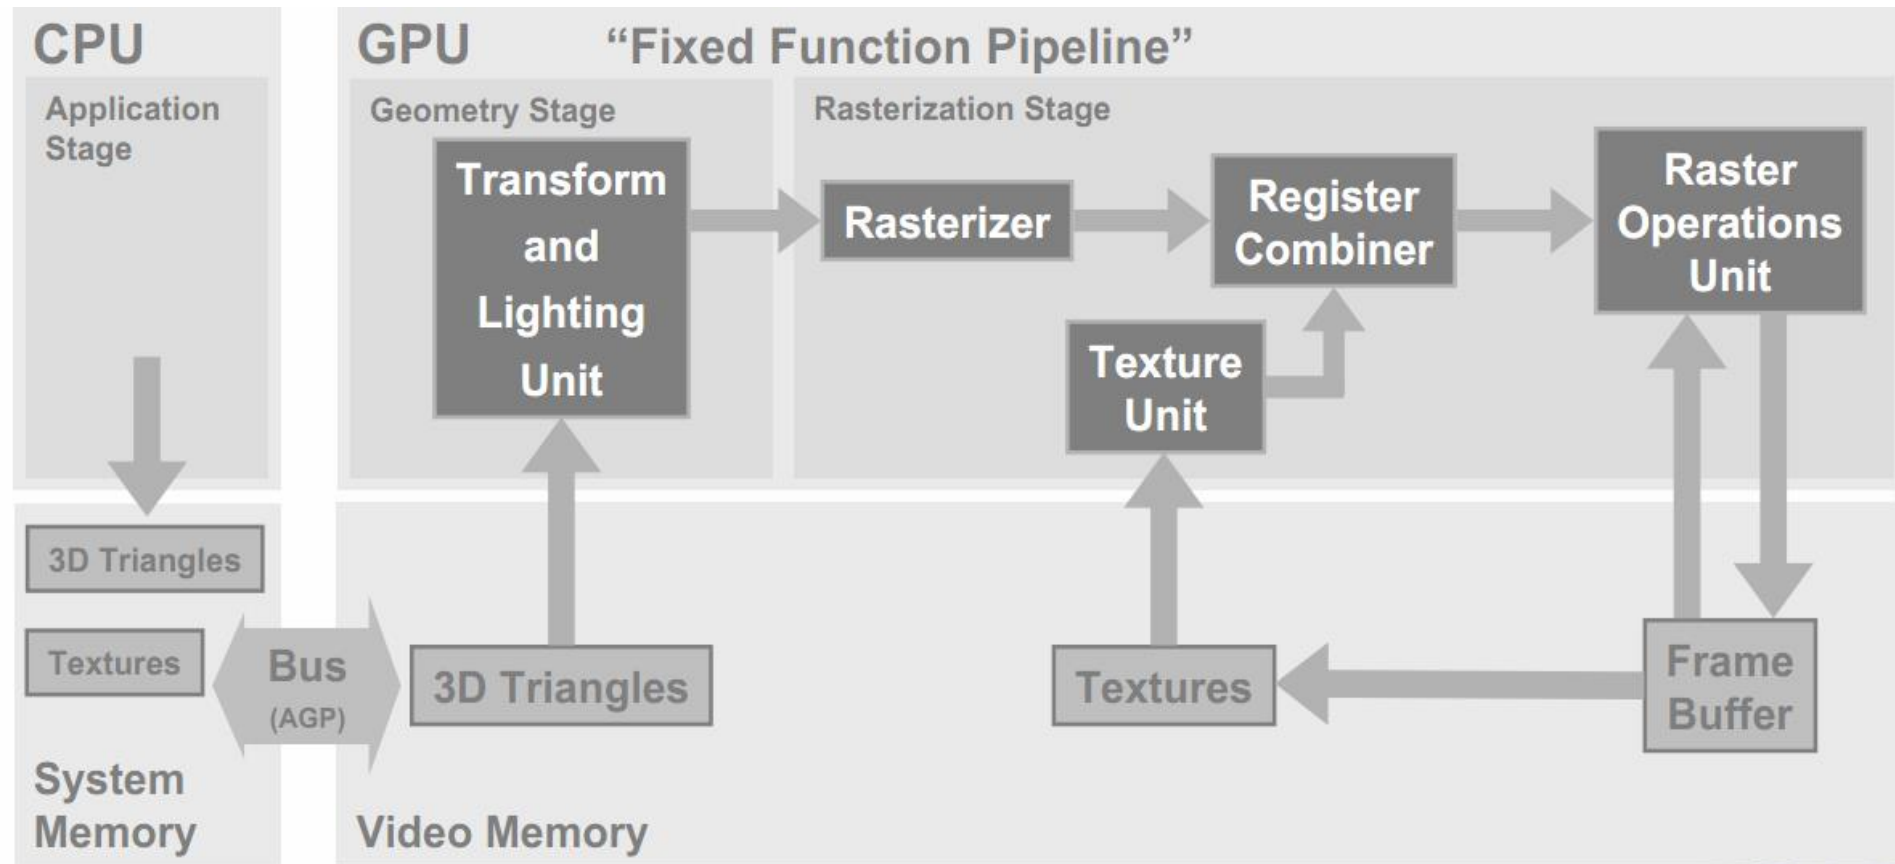 CPU
GPU “Fixed Function Pipeline”
Application
Stage
Geometry Stage
Rasterization Stage
Transform
and
Lighting
Unit
Rasterizer
Register
Combiner
Raster
Operations
Unit
Texture
Unit
3D Triangles
Textures
Bus
(AGP)
3D Triangles
Textures
Frame
Buffer
System
Memory
Video Memory